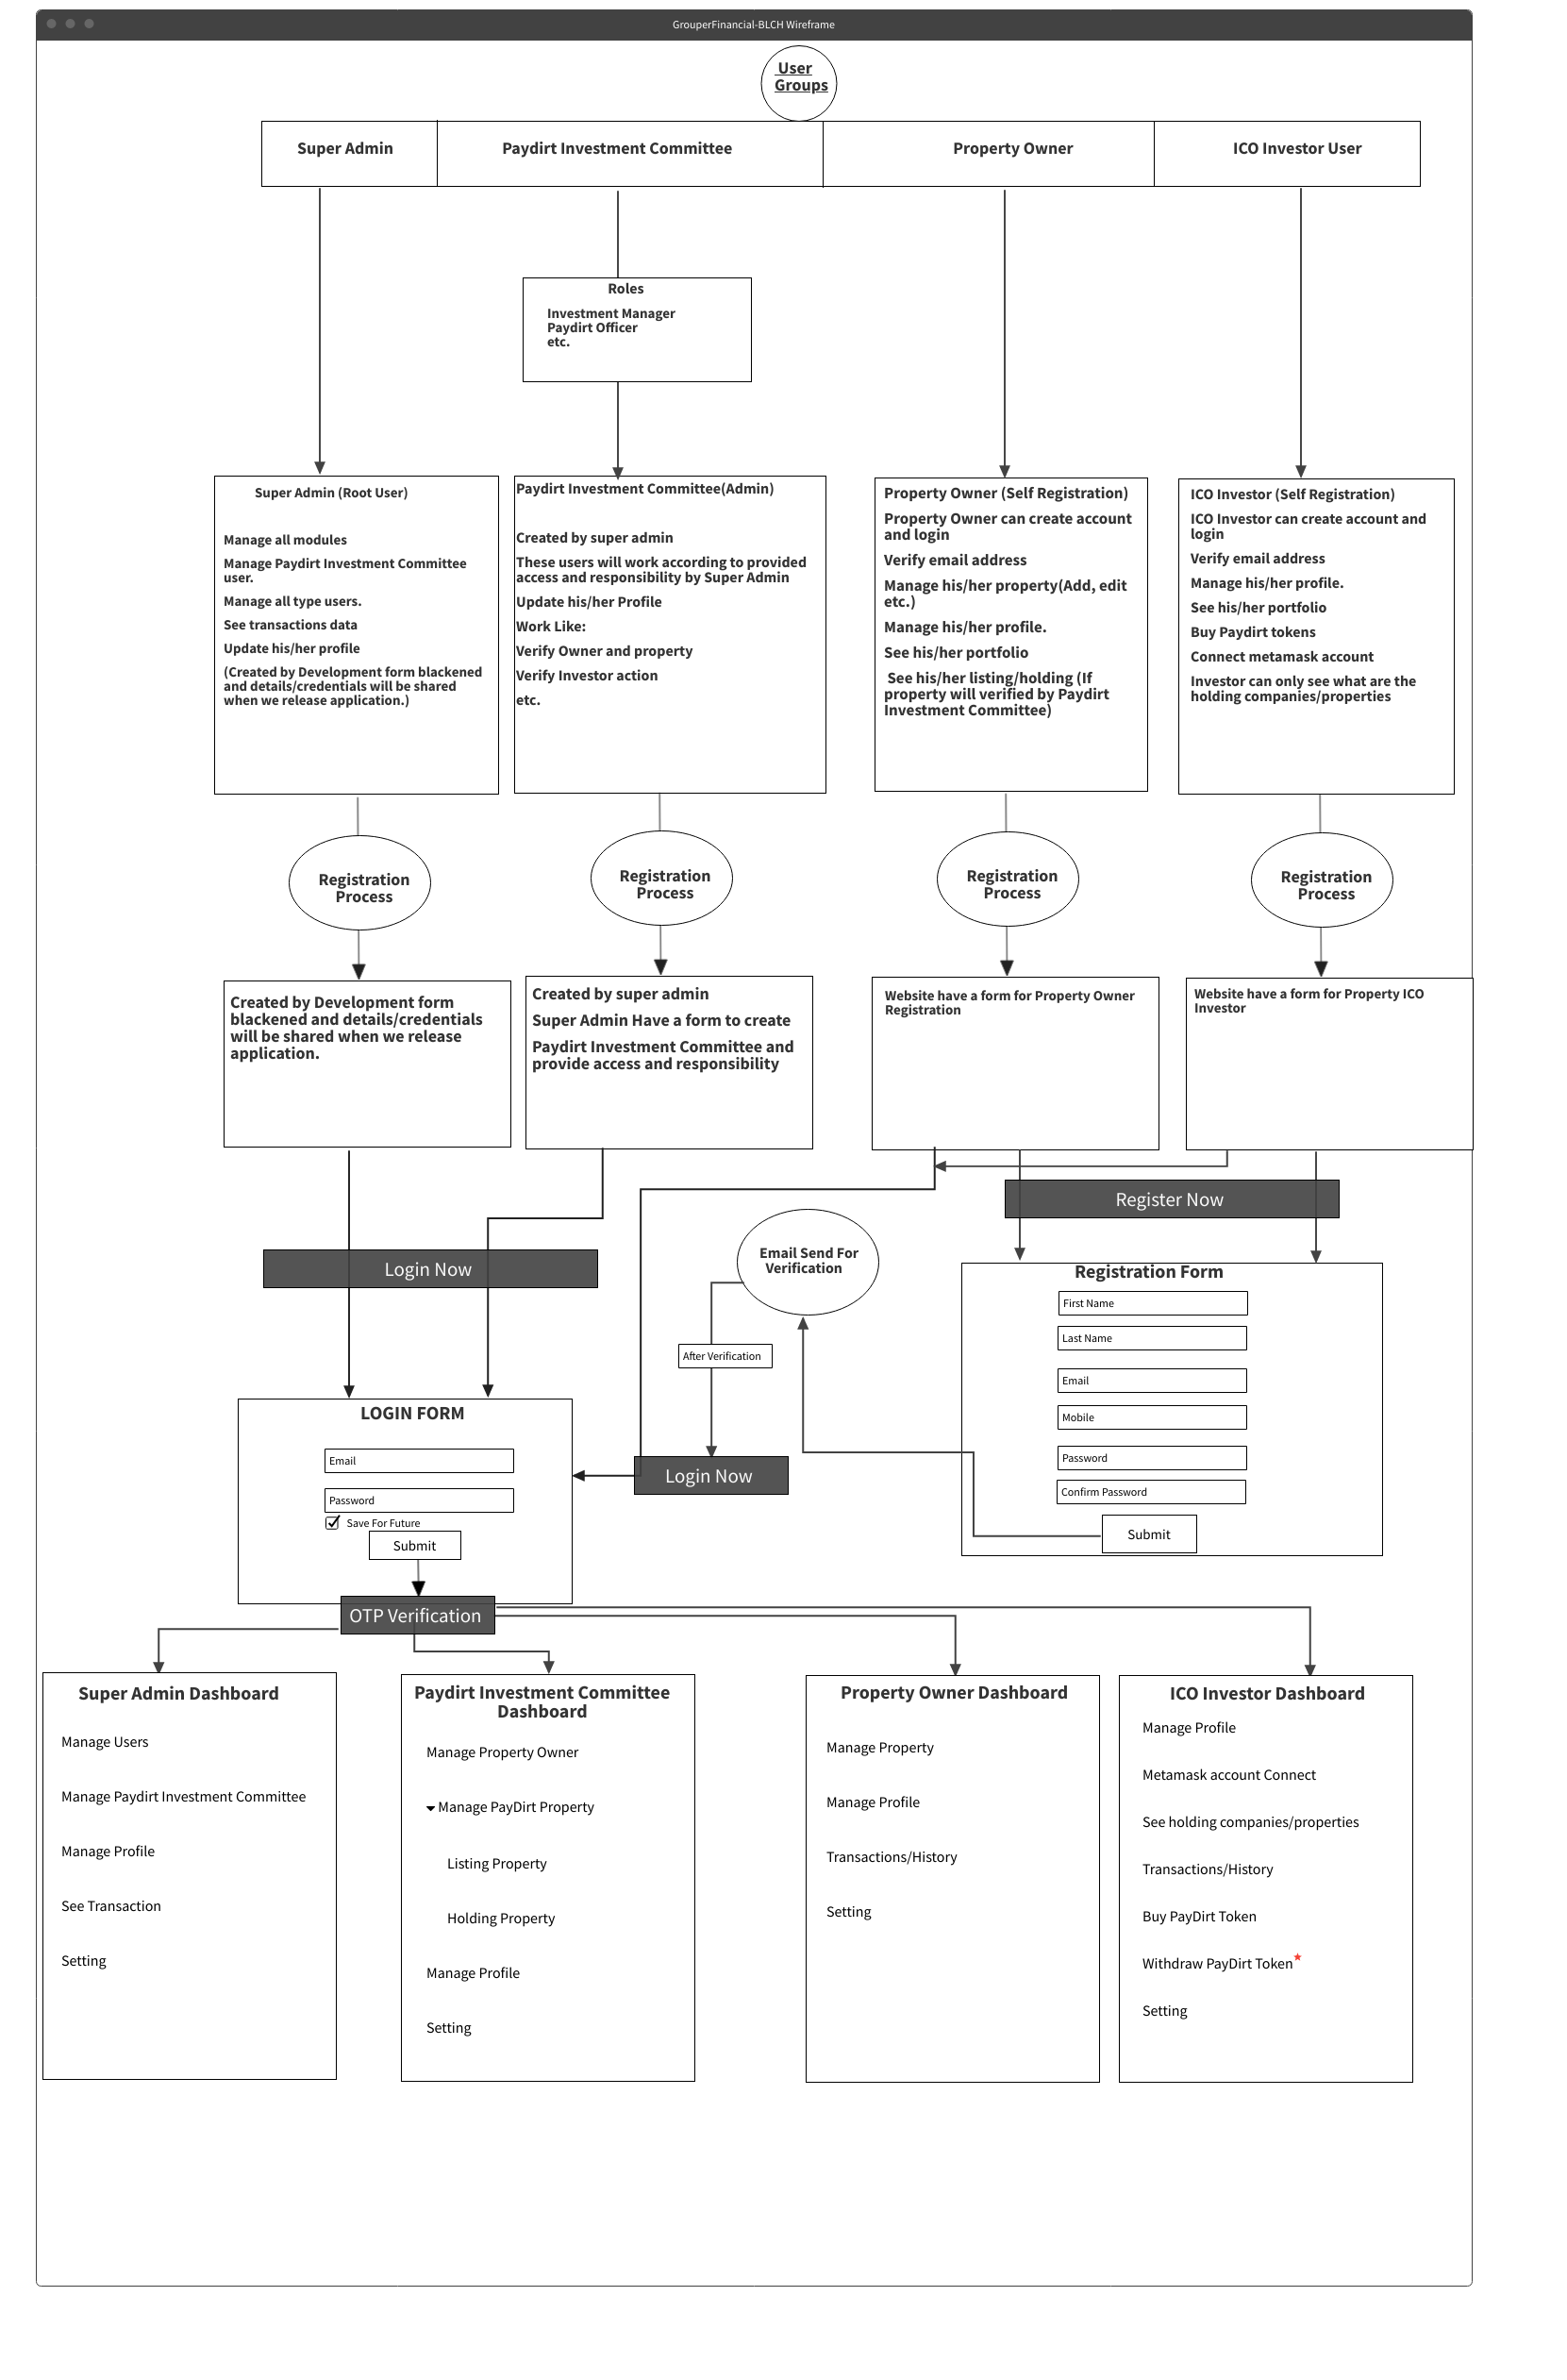 GrouperFinancial-BLCH Wireframe
User
Groups
Super Admin
Paydirt Investment Committee
Property Owner
ICO Investor User
Roles
Investment Manager
Paydirt Officer
etc.
Super Admin (Root User)
Manage all modules
Manage Paydirt Investment Committee
user.
Manage all type users.
See transactions data
Update his/her profile
(Created by Development form blackened
and details/credentials will be shared
when we release application.)
Paydirt Investment Committee(Admin)
Created by super admin
These users will work according to provided
access and responsibility by Super Admin
Update his/her Profile
Work Like:
Verify Owner and property
Verify Investor action
etc.
Property Owner (Self Registration)
Property Owner can create account
and login
Verify email address
Manage his/her property(Add, edit
etc.)
Manage his/her profile.
See his/her portfolio
See his/her listing/holding (If
property will verified by Paydirt
Investment Committee)
ICO Investor (Self Registration)
ICO Investor can create account and
login
Verify email address
Manage his/her profile.
See his/her portfolio
Buy Paydirt tokens
Connect metamask account
Investor can only see what are the
holding companies/properties
Registration
Process
Registration
Process
Registration
Process
Registration
Process
Created by Development form
blackened and details/credentials
will be shared when we release
application.
Created by super admin
Super Admin Have a form to create
Paydirt Investment Committee and
provide access and responsibility
Website have a form for Property Owner
Registration
Website have a form for Property ICO
Investor
Register Now
Login Now
Email Send For
Verification
After Verification
Login Now
Registration Form
First Name
Last Name
Email
Mobile
Password
Confirm Password
Submit
LOGIN FORM
Email
Password
Save For Future
Submit
OTP Verification
Super Admin Dashboard
Manage Users
Manage Paydirt Investment Committee
Manage Profile
See Transaction
Setting
Paydirt Investment Committee
Dashboard
Manage Property Owner
Manage PayDirt Property
Listing Property
Holding Property
Manage Profile
Setting
Property Owner Dashboard
Manage Property
Manage Profile
Transactions/History
Setting
ICO Investor Dashboard
Manage Profile
Metamask account Connect
See holding companies/properties
Transactions/History
Buy PayDirt Token
Withdraw PayDirt Token*
Setting